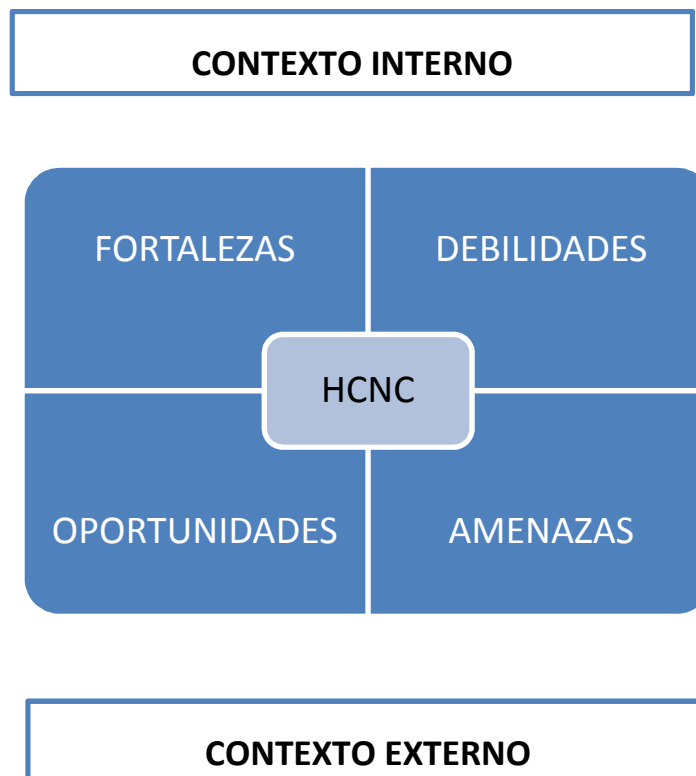 CONTEXTO INTERNO
FORTALEZAS
DEBILIDADES
HCNC
OPORTUNIDADES
AMENAZAS
CONTEXTO EXTERNO